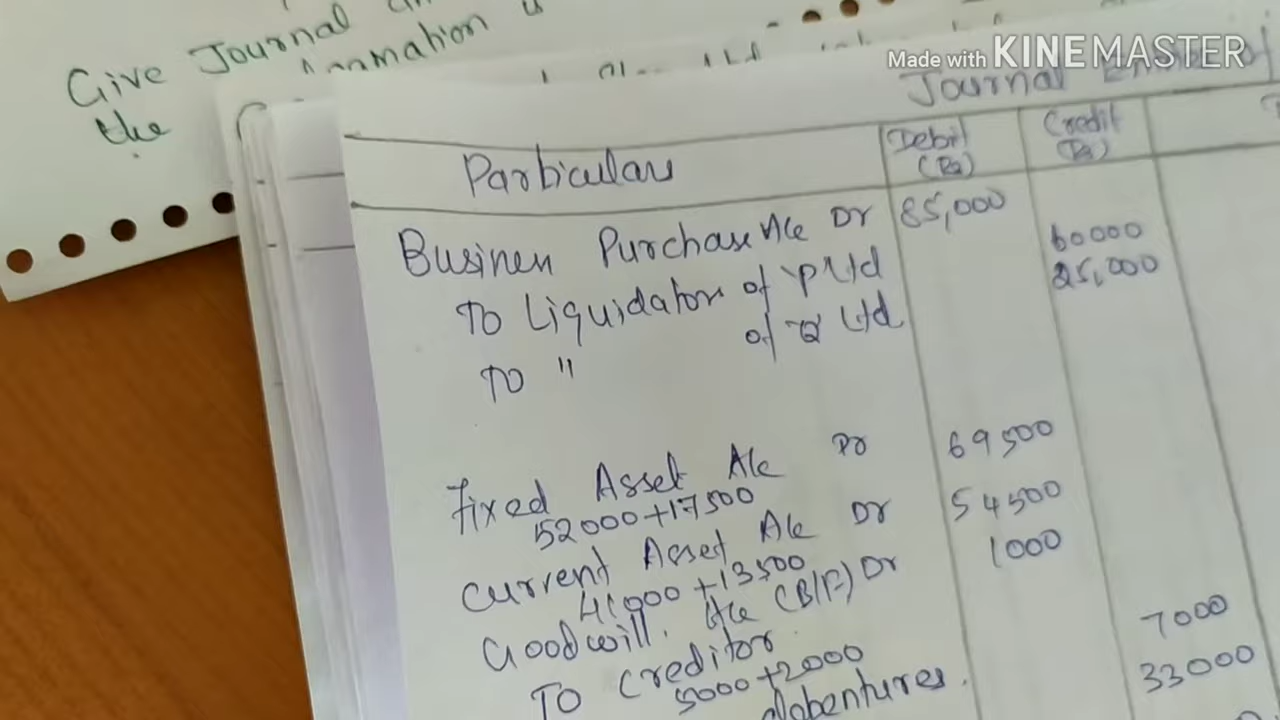 Give Journal
the
Made with KINEMASTER
Journal
Particulars
Debit
(Rs)
Credit
(Rs)
Business Purchase A/c Dr 85,000
To Liquidators of P Ltd 60000
To " of Q Ltd 25,000
Fixed Asset A/c Dr 69500
52000+17500
Current Asset A/c Dr 54500
41000+13500
Goodwill A/c (B/F) Dr 1000
To Creditor 7000
5000+2000
debentures. 33000